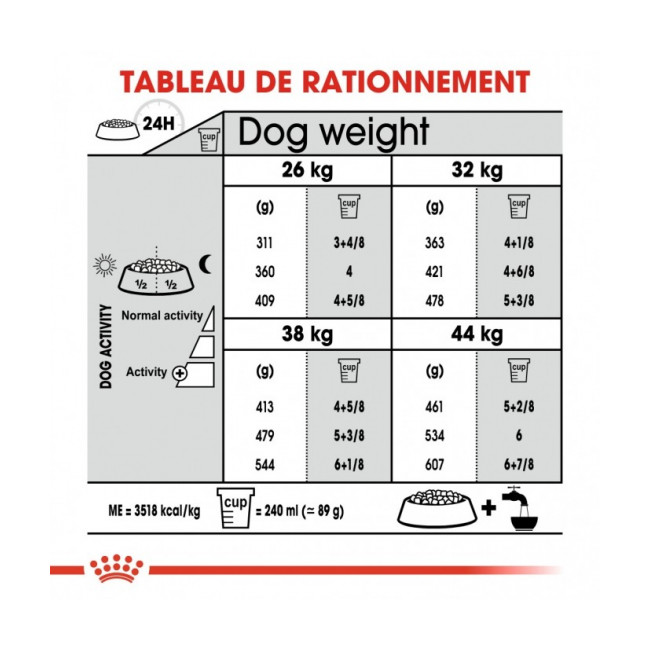 TABLEAU DE RATIONNEMENT
24H
cup
Dog weight
26 kg 32 kg
(g) cup (g) cup
311 3+4/8 363 4+1/8
360 4 421 4+6/8
409 4+5/8 478 5+3/8
½ ½
Normal activity
Activity +
DOG ACTIVITY
38 kg 44 kg
(g) cup (g) cup
413 4+5/8 461 5+2/8
479 5+3/8 534 6
544 6+1/8 607 6+7/8
ME = 3518 kcal/kg cup = 240 ml (≃ 89 g) +